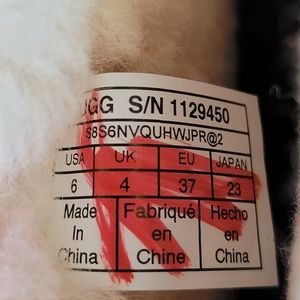 UGG S/N 1129450
S8S6NVQUHWJPR@2
USA UK EU JAPAN
6 4 37 23
Made Fabriqué Hecho
In en en
China Chine China